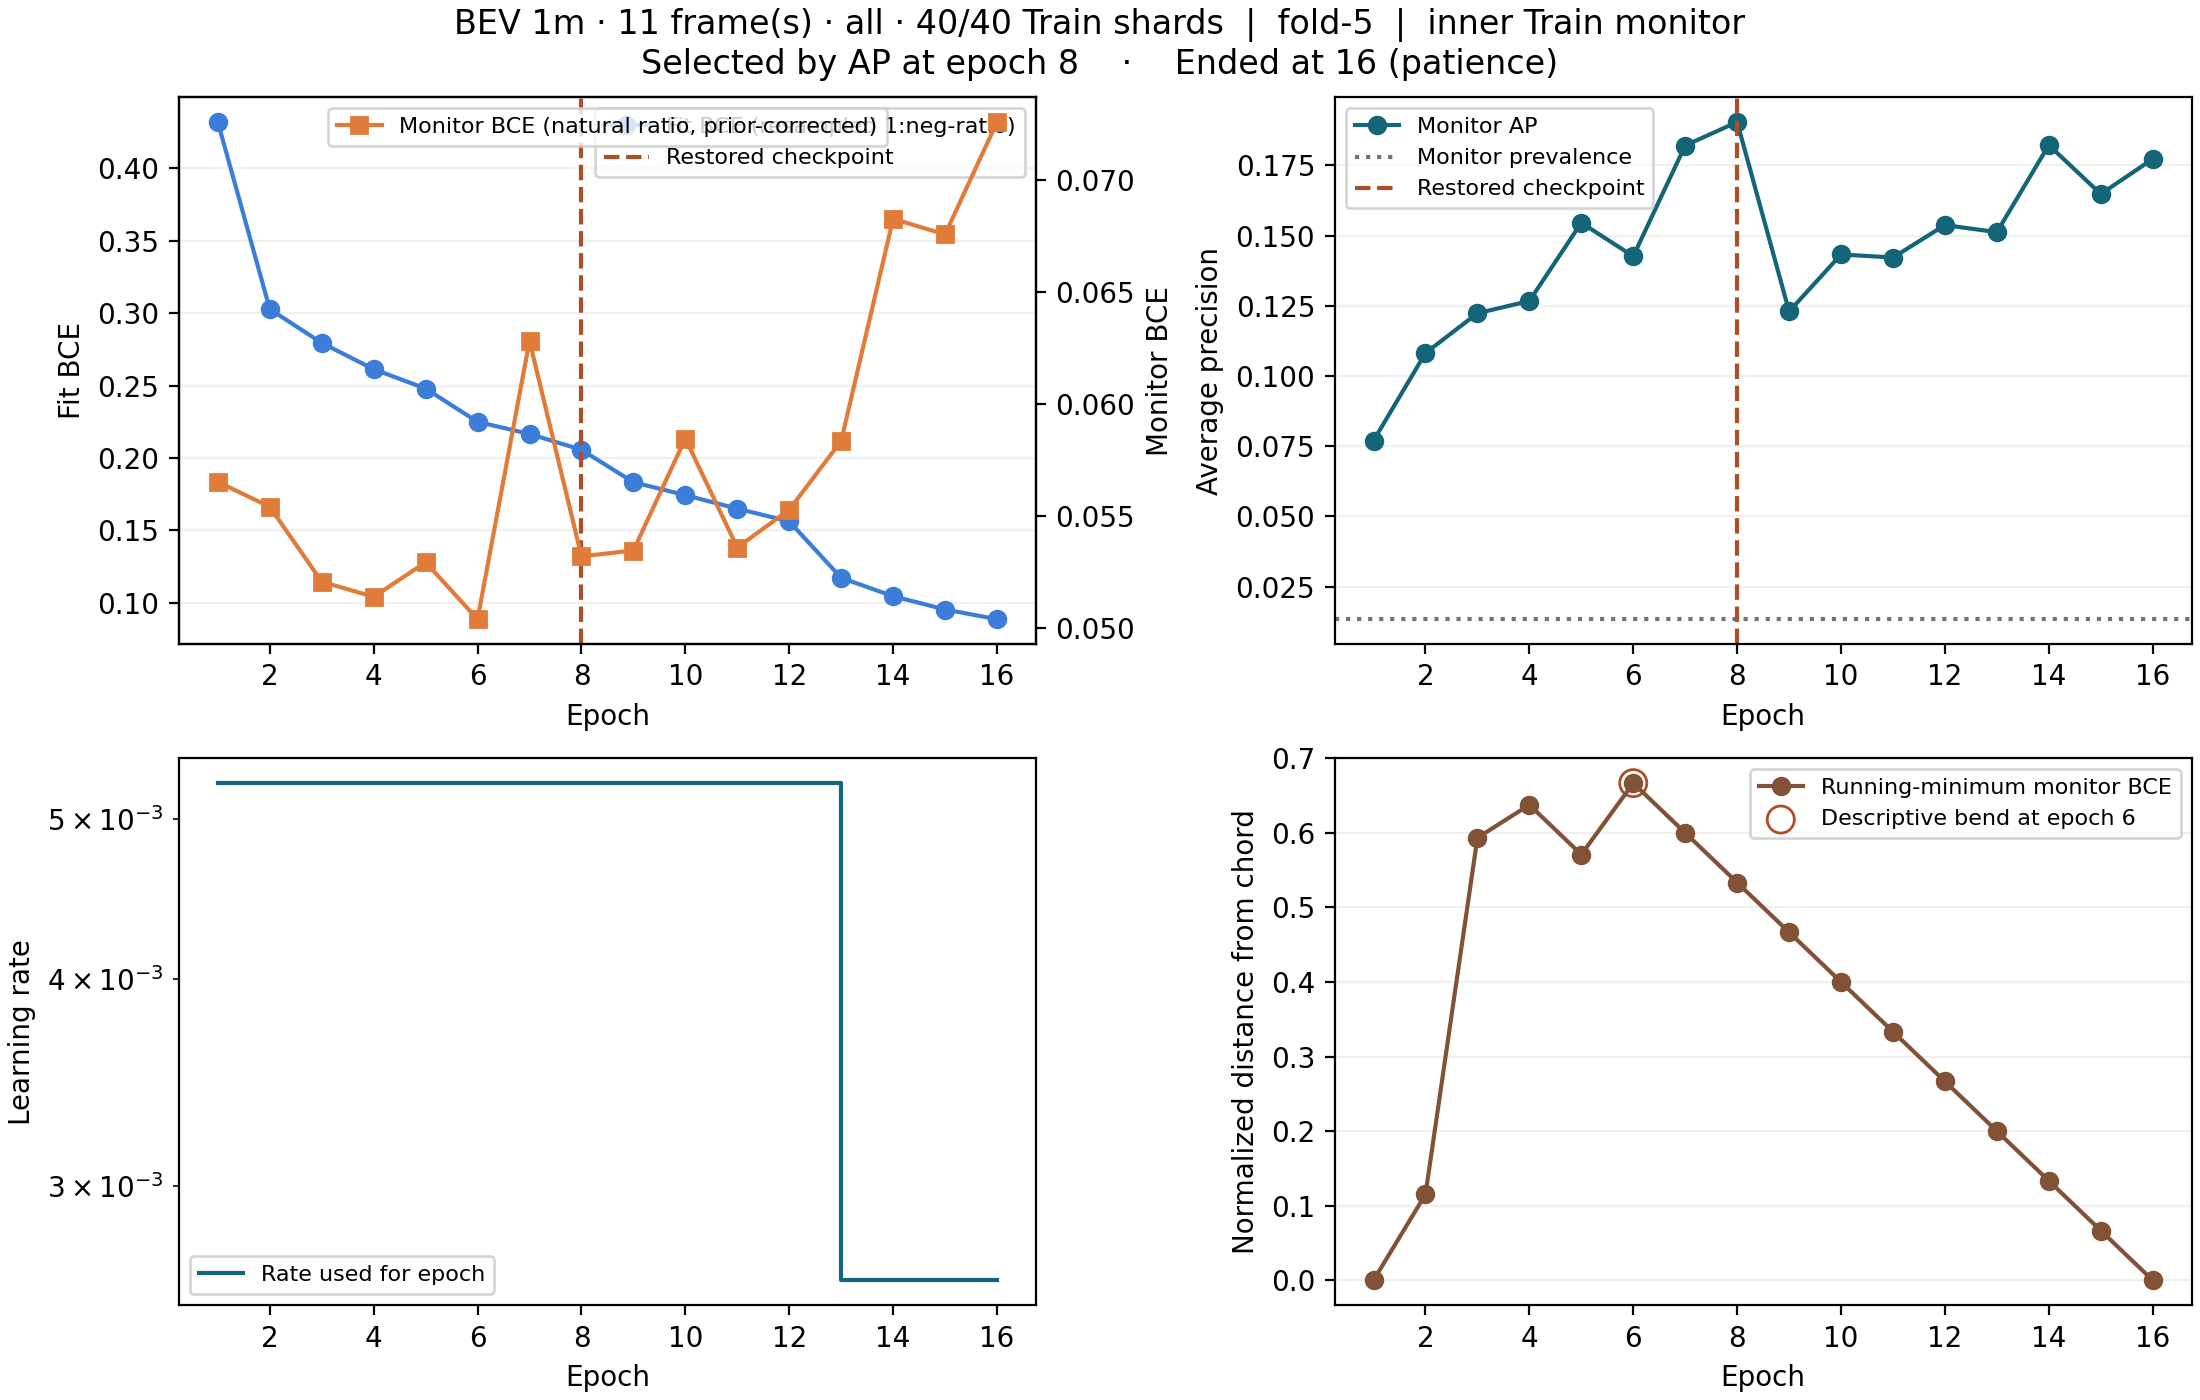 BEV 1m · 11 frame(s) · all · 40/40 Train shards | fold-5 | inner Train monitor
Selected by AP at epoch 8 · Ended at 16 (patience)
Monitor BCE (natural ratio, prior-corrected)
Fit BCE (resampled 1:neg-ratio)
Restored checkpoint
0.40
0.35
0.30
0.25
0.20
0.15
0.10
Fit BCE
0.070
0.065
0.060
0.055
0.050
Monitor BCE
2 4 6 8 10 12 14 16
Epoch
Monitor AP
Monitor prevalence
Restored checkpoint
0.175
0.150
0.125
0.100
0.075
0.050
0.025
Average precision
2 4 6 8 10 12 14 16
Epoch
5 × 10⁻³
4 × 10⁻³
3 × 10⁻³
Learning rate
Rate used for epoch
2 4 6 8 10 12 14 16
Epoch
Running-minimum monitor BCE
Descriptive bend at epoch 6
0.7
0.6
0.5
0.4
0.3
0.2
0.1
0.0
Normalized distance from chord
2 4 6 8 10 12 14 16
Epoch